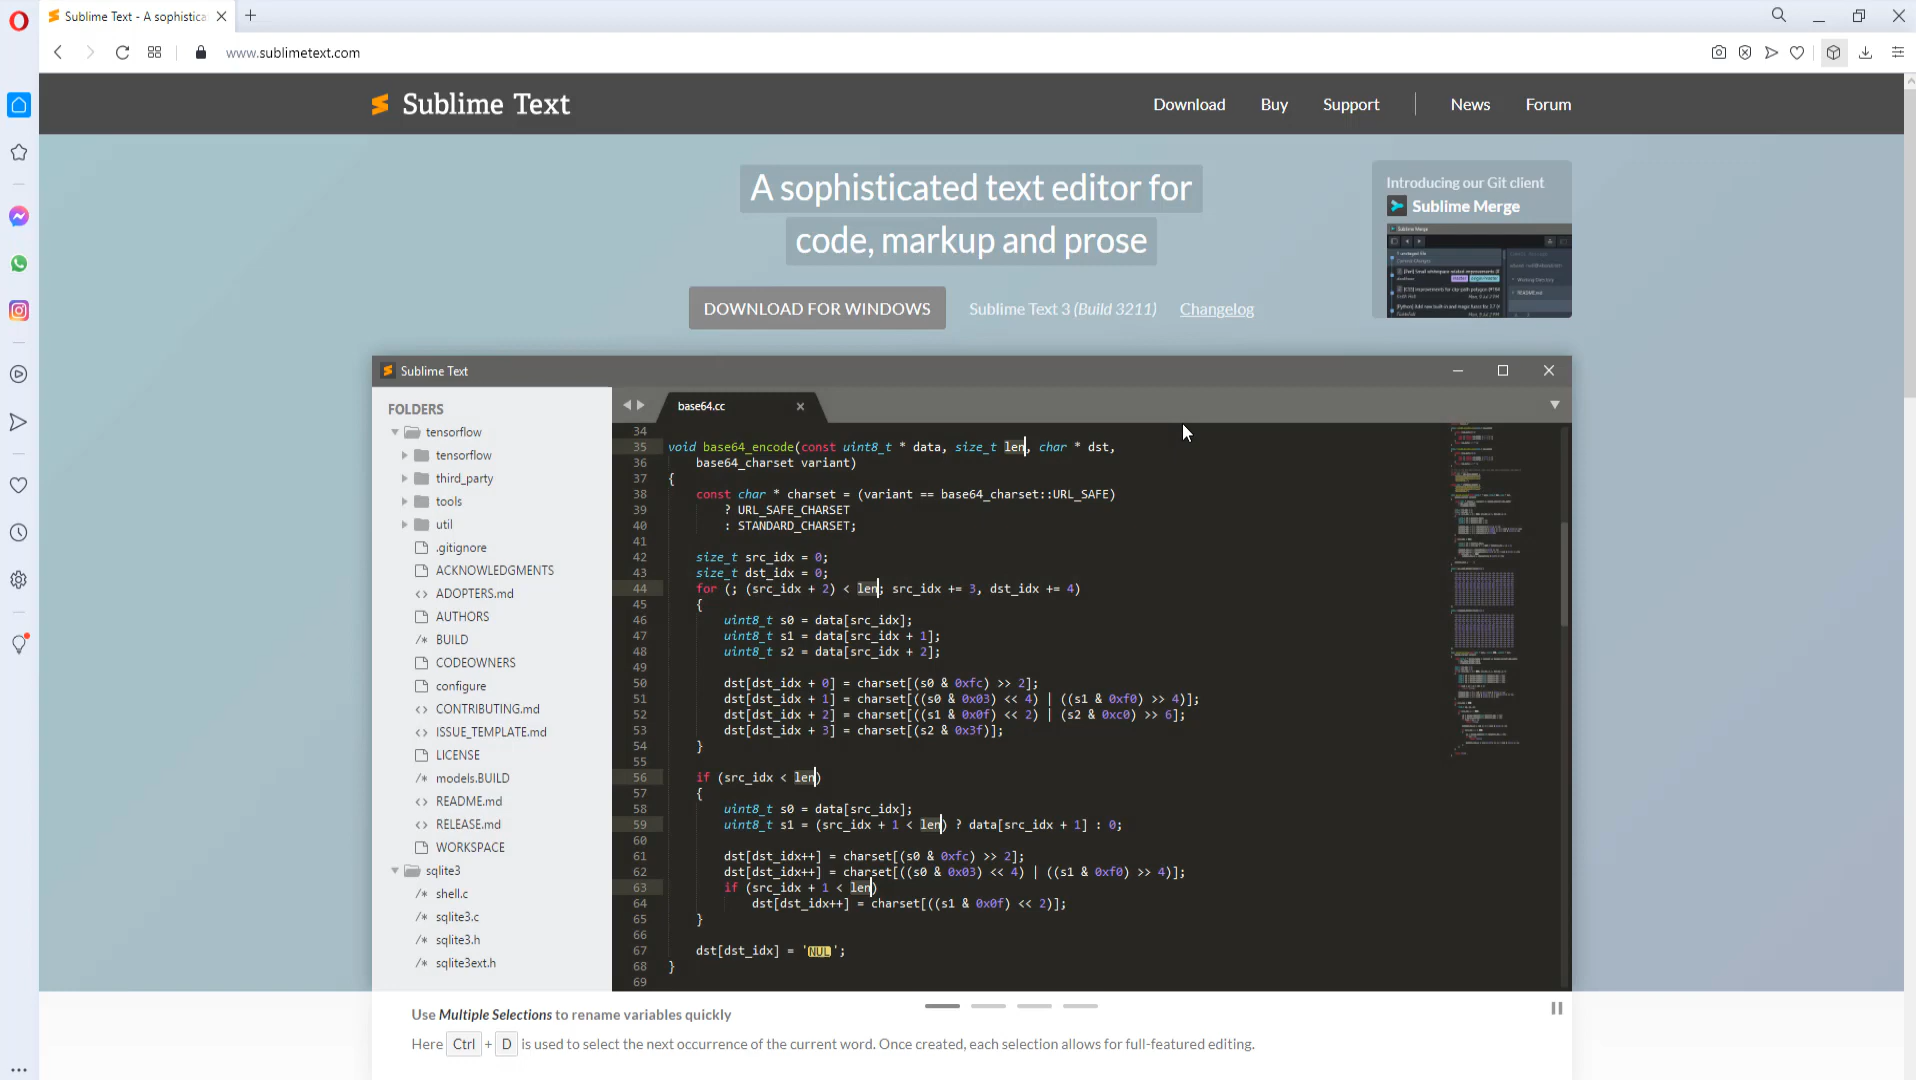 Sublime Text - A sophistica
www.sublimetext.com
Sublime Text
Download
Buy
Support
News
Forum
A sophisticated text editor for
code, markup and prose
Introducing our Git client
Sublime Merge
DOWNLOAD FOR WINDOWS
Sublime Text 3 (Build 3211)
Changelog
Sublime Text
FOLDERS
tensorflow
tensorflow
third_party
tools
util
.gitignore
ACKNOWLEDGMENTS
ADOPTERS.md
AUTHORS
BUILD
CODEOWNERS
configure
CONTRIBUTING.md
ISSUE_TEMPLATE.md
LICENSE
models.BUILD
README.md
RELEASE.md
WORKSPACE
sqlite3
shell.c
sqlite3.c
sqlite3.h
sqlite3ext.h
base64.cc
34
35 void base64_encode(const uint8_t * data, size_t len, char * dst,
36 base64_charset variant)
37 {
38 const char * charset = (variant == base64_charset::URL_SAFE)
39 ? URL_SAFE_CHARSET
40 : STANDARD_CHARSET;
41
42 size_t src_idx = 0;
43 size_t dst_idx = 0;
44 for (; (src_idx + 2) < len; src_idx += 3, dst_idx += 4)
45 {
46 uint8_t s0 = data[src_idx];
47 uint8_t s1 = data[src_idx + 1];
48 uint8_t s2 = data[src_idx + 2];
49
50 dst[dst_idx + 0] = charset[(s0 & 0xfc) >> 2];
51 dst[dst_idx + 1] = charset[((s0 & 0x03) << 4) | ((s1 & 0xf0) >> 4)];
52 dst[dst_idx + 2] = charset[((s1 & 0x0f) << 2) | (s2 & 0xc0) >> 6];
53 dst[dst_idx + 3] = charset[(s2 & 0x3f)];
54 }
55
56 if (src_idx < len)
57 {
58 uint8_t s0 = data[src_idx];
59 uint8_t s1 = (src_idx + 1 < len) ? data[src_idx + 1] : 0;
60
61 dst[dst_idx++] = charset[(s0 & 0xfc) >> 2];
62 dst[dst_idx++] = charset[((s0 & 0x03) << 4) | ((s1 & 0xf0) >> 4)];
63 if (src_idx + 1 < len)
64 dst[dst_idx++] = charset[((s1 & 0x0f) << 2)];
65 }
66
67 dst[dst_idx] = 'NUL';
68 }
69
Use Multiple Selections to rename variables quickly
Here Ctrl + D is used to select the next occurrence of the current word. Once created, each selection allows for full-featured editing.